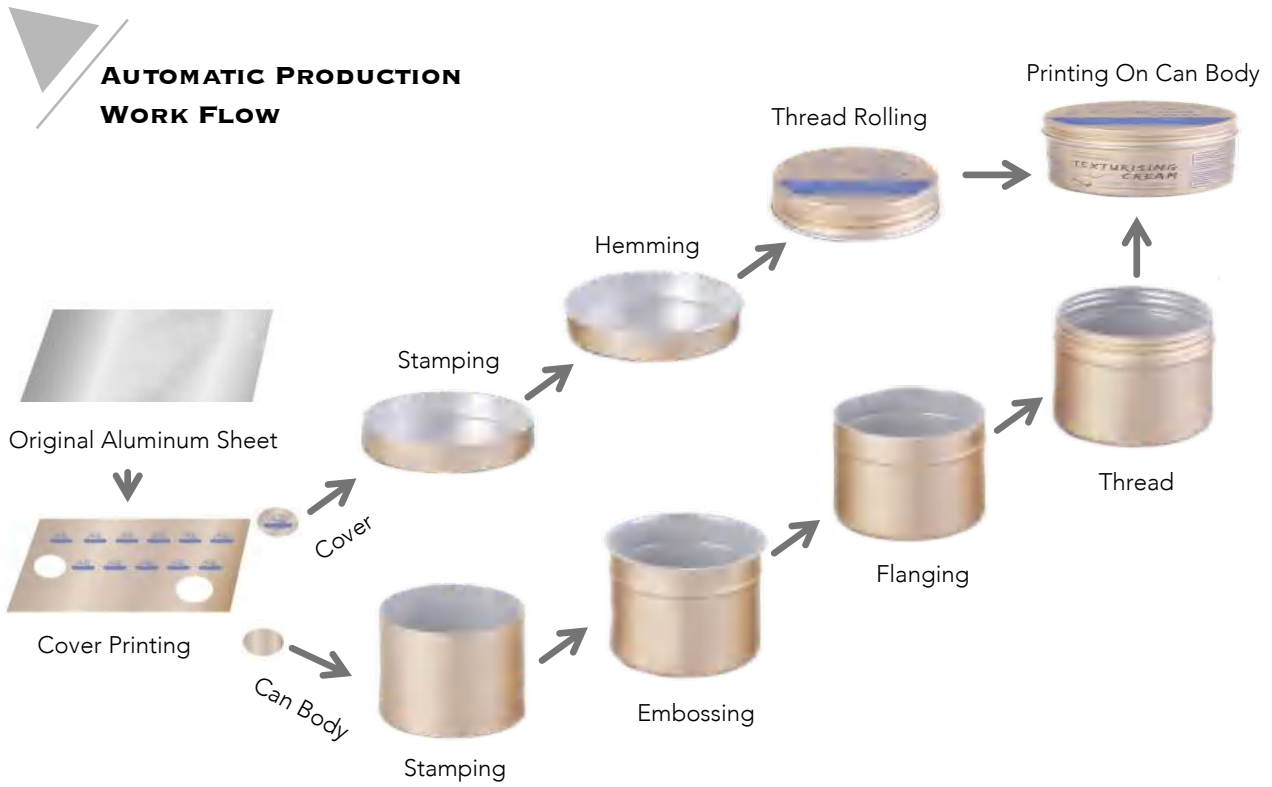 AUTOMATIC PRODUCTION
WORK FLOW
Original Aluminum Sheet
Cover Printing
Cover
Stamping
Hemming
Thread Rolling
Can Body
Stamping
Embossing
Flanging
Thread
Printing On Can Body
TEXTURISING
CREAM